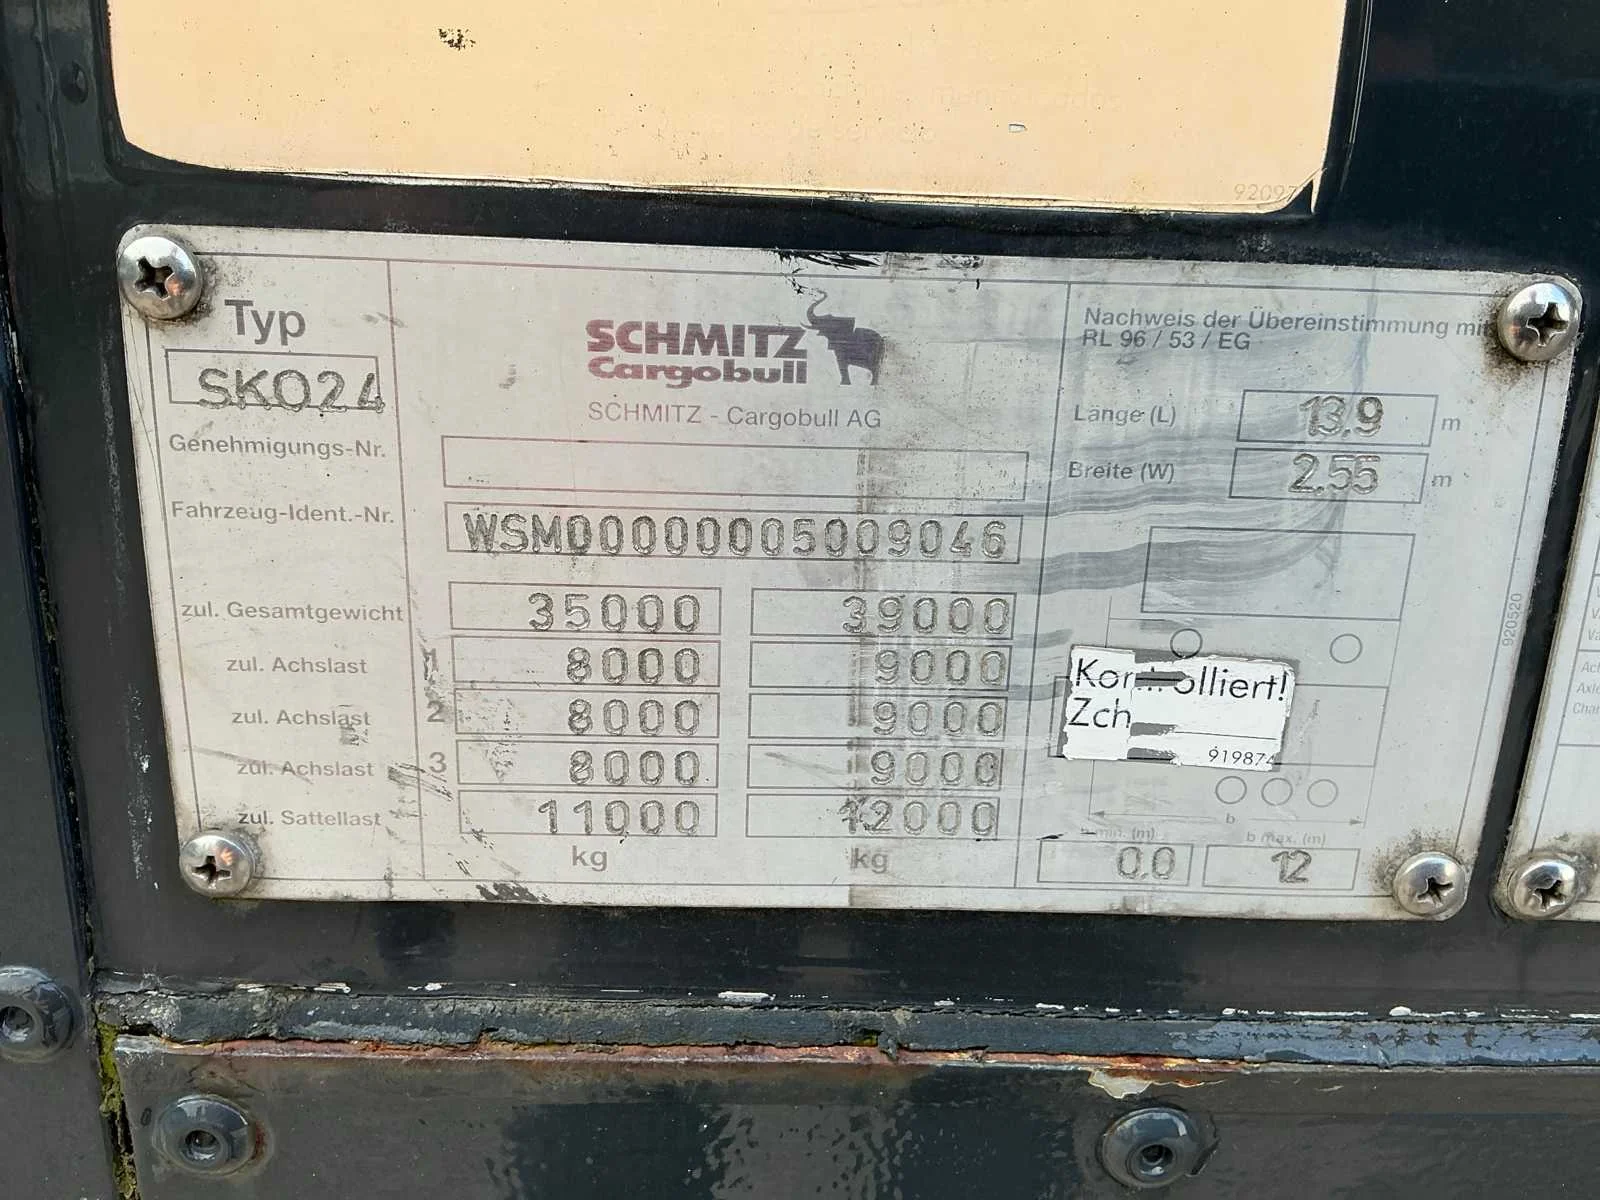 92097
Typ
SKO24
SCHMITZ
Cargobull
SCHMITZ - Cargobull AG
Nachweis der Übereinstimmung mit
RL 96 / 53 / EG
Länge (L) 13.9 m
Breite (W) 2.55 m
Genehmigungs-Nr.
Fahrzeug-Ident.-Nr. WSM00000005009046
zul. Gesamtgewicht 35000 39000
zul. Achslast 1 8000 9000
zul. Achslast 2 8000 9000
zul. Achslast 3 8000 9000
zul. Sattellast 11000 12000
kg kg
920520
Zch
919874
b
b min. (m) b max. (m)
0.0 12